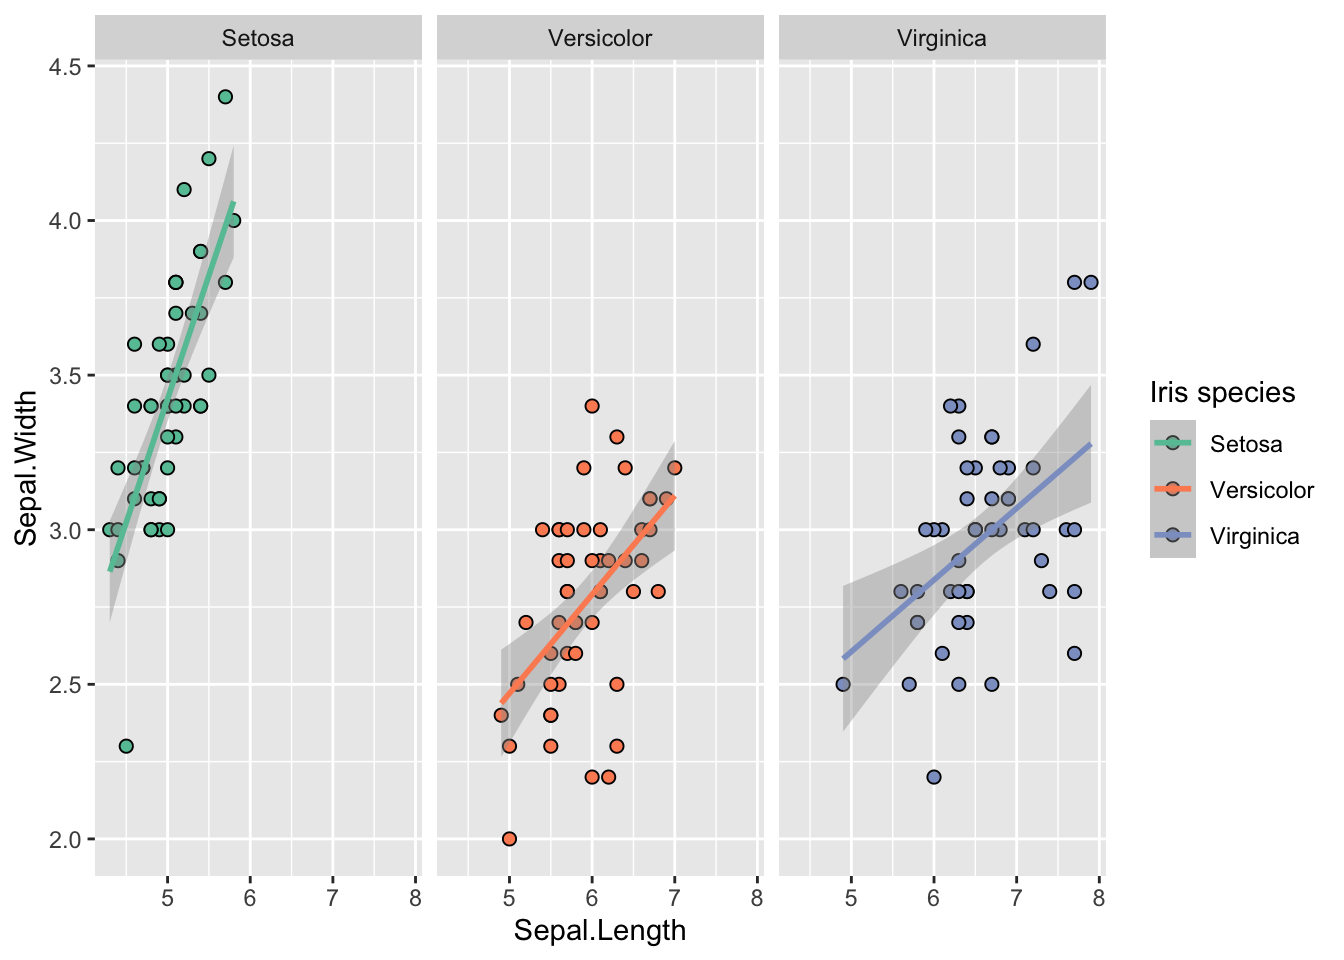 Setosa Versicolor Virginica
4.5
4.0
3.5
3.0
2.5
2.0
Sepal.Width
5 6 7 8 5 6 7 8 5 6 7 8
Sepal.Length
Iris species
Setosa
Versicolor
Virginica